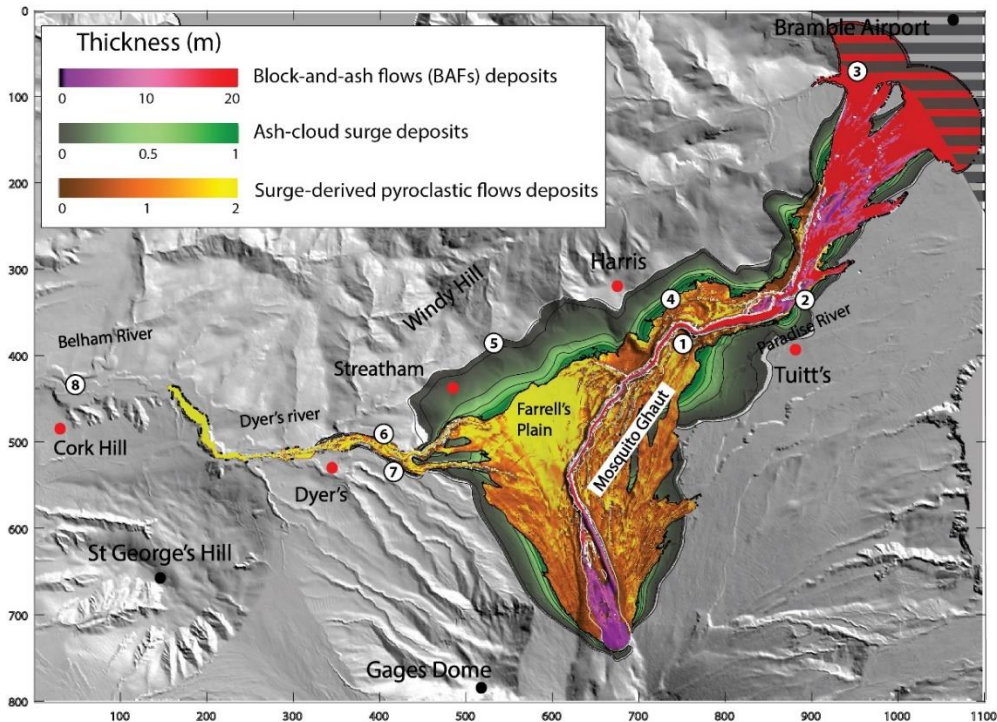 Thickness (m)
0 10 20
Block-and-ash flows (BAFs) deposits
0 0.5 1
Ash-cloud surge deposits
0 1 2
Surge-derived pyroclastic flows deposits
Bramble Airport
3
Harris
Windy Hill
4
2
5
1
Paradise River
Tuitt's
Belham River
Streatham
8
Dyer's river
Farrell's
Plain
Mosquito Ghaut
Cork Hill
6
7
Dyer's
St George's Hill
Gages Dome
0
100
200
300
400
500
600
700
800
100 200 300 400 500 600 700 800 900 1000 1100